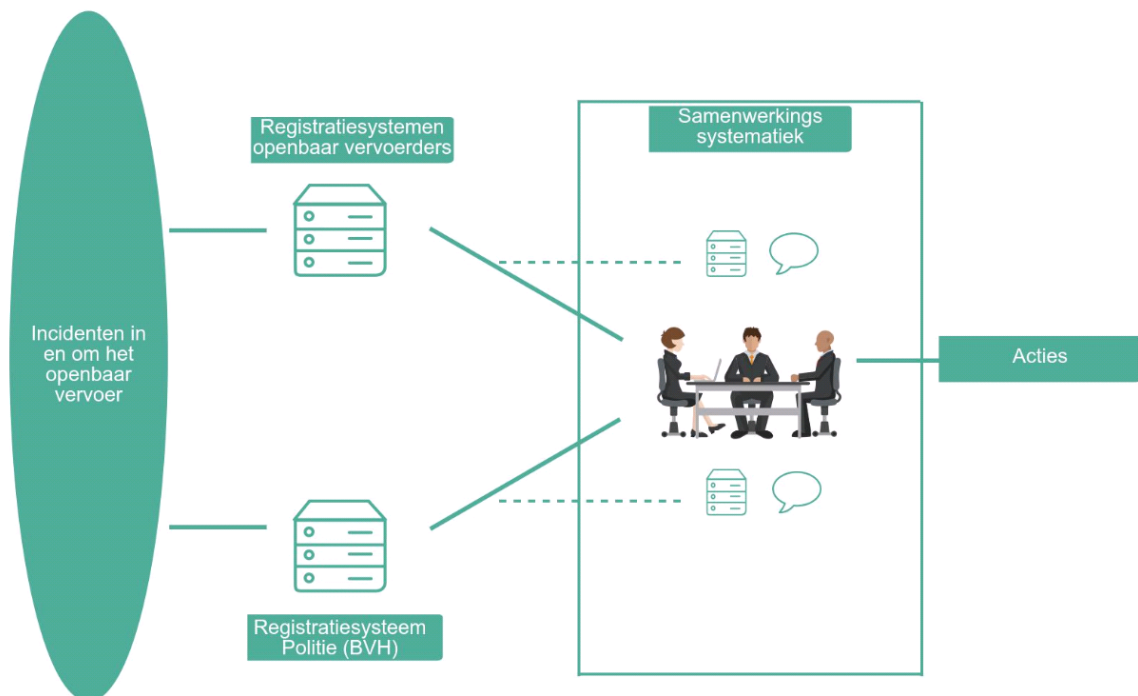 Incidenten in
en om het
openbaar
vervoer
Registratiesystemen
openbaar vervoerders
Registratiesysteem
Politie (BVH)
Samenwerkings
systematiek
Acties